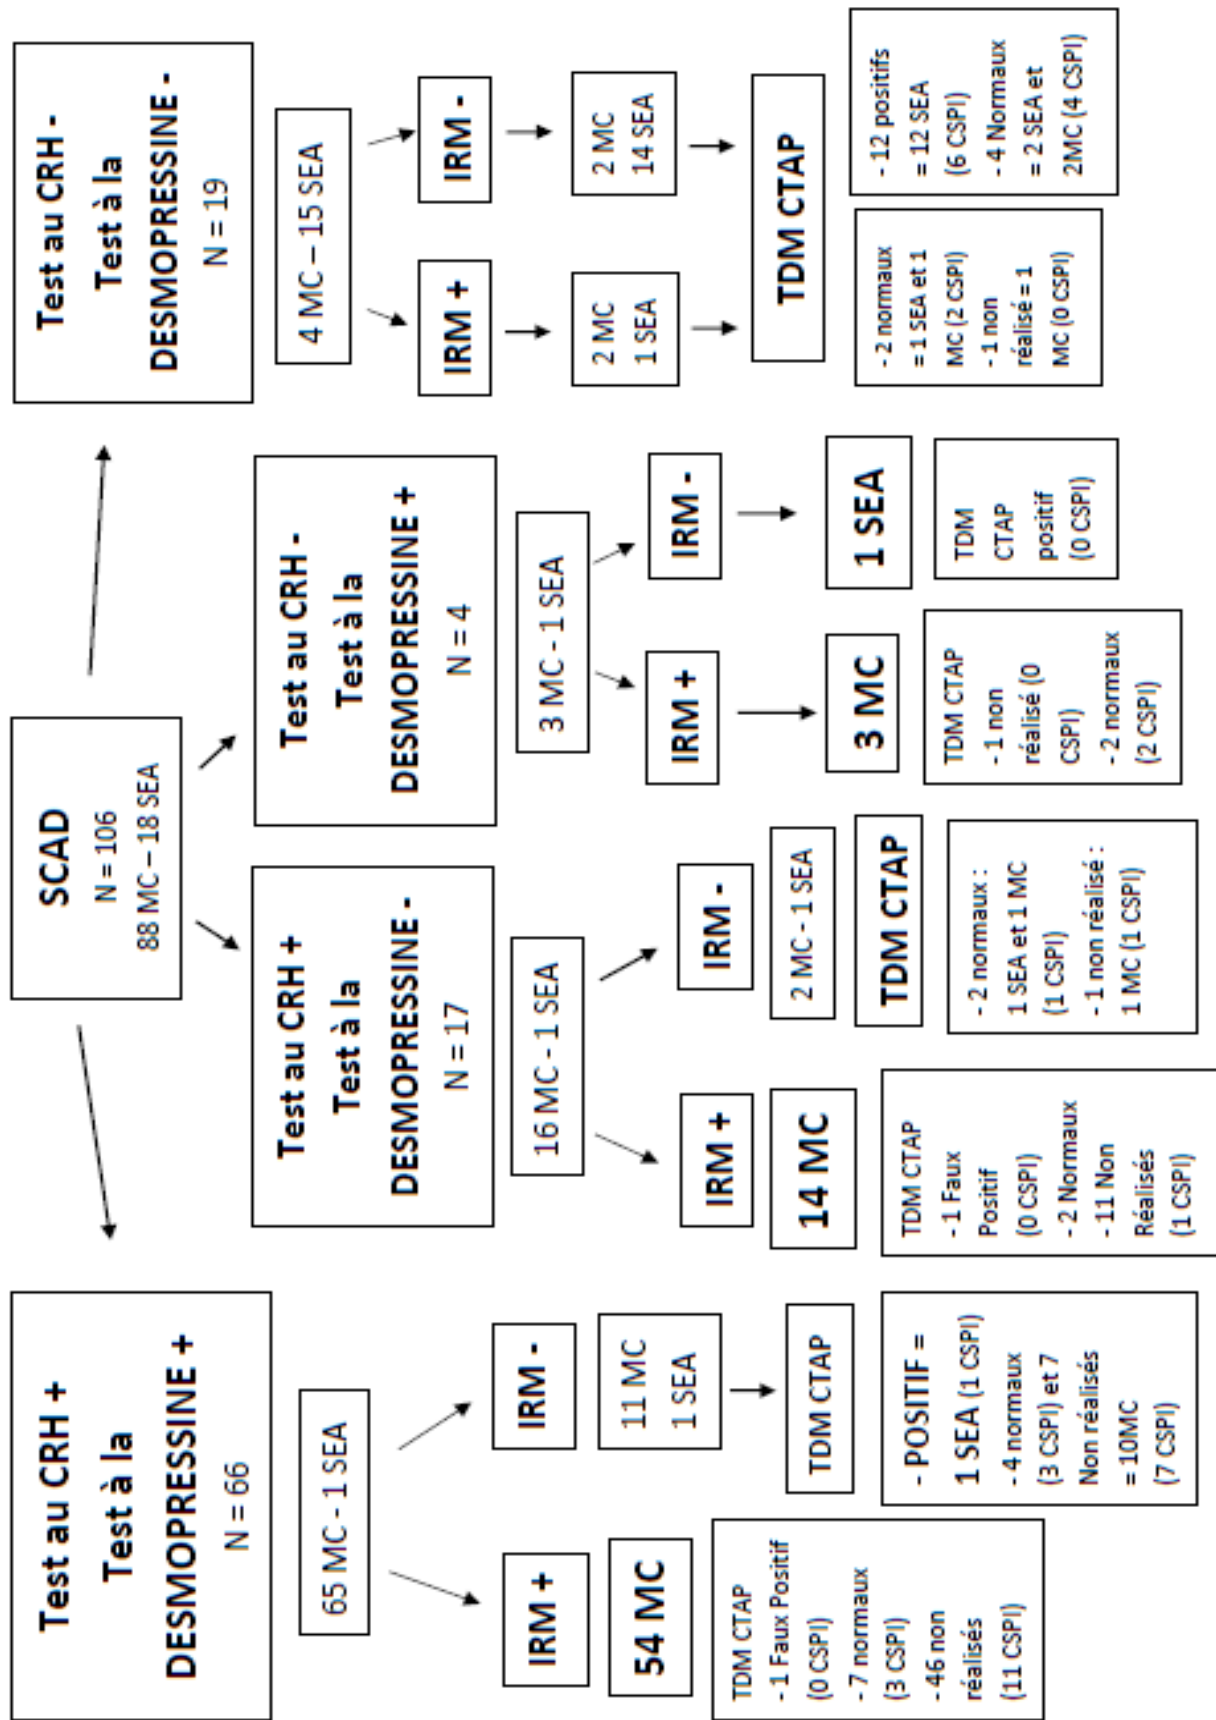 SCAD
N = 106
88 MC – 18 SEA
Test au CRH +
Test à la
DESMOPRESSINE +
N = 66
65 MC - 1 SEA
IRM +
54 MC
TDM CTAP
- 1 Faux Positif
(0 CSPI)
- 7 normaux
(3 CSPI)
- 46 non
réalisés
(11 CSPI)
IRM -
11 MC
1 SEA
TDM CTAP
- POSITIF =
1 SEA (1 CSPI)
- 4 normaux
(3 CSPI) et 7
Non réalisés
= 10MC
(7 CSPI)
Test au CRH +
Test à la
DESMOPRESSINE -
N = 17
16 MC - 1 SEA
IRM +
14 MC
TDM CTAP
- 1 Faux
Positif
(0 CSPI)
- 2 Normaux
- 11 Non
Réalisés
(1 CSPI)
IRM -
2 MC - 1 SEA
TDM CTAP
- 2 normaux :
1 SEA et 1 MC
(1 CSPI)
- 1 non réalisé :
1 MC (1 CSPI)
Test au CRH -
Test à la
DESMOPRESSINE +
N = 4
3 MC - 1 SEA
IRM +
3 MC
TDM CTAP
- 1 non
réalisé (0
CSPI)
- 2 normaux
(2 CSPI)
IRM -
1 SEA
TDM
CTAP
positif
(0 CSPI)
Test au CRH -
Test à la
DESMOPRESSINE -
N = 19
4 MC – 15 SEA
IRM +
2 MC
1 SEA
IRM -
2 MC
14 SEA
TDM CTAP
- 2 normaux
= 1 SEA et 1
MC (2 CSPI)
- 1 non
réalisé = 1
MC (0 CSPI)
- 12 positifs
= 12 SEA
(6 CSPI)
- 4 Normaux
= 2 SEA et
2MC (4 CSPI)